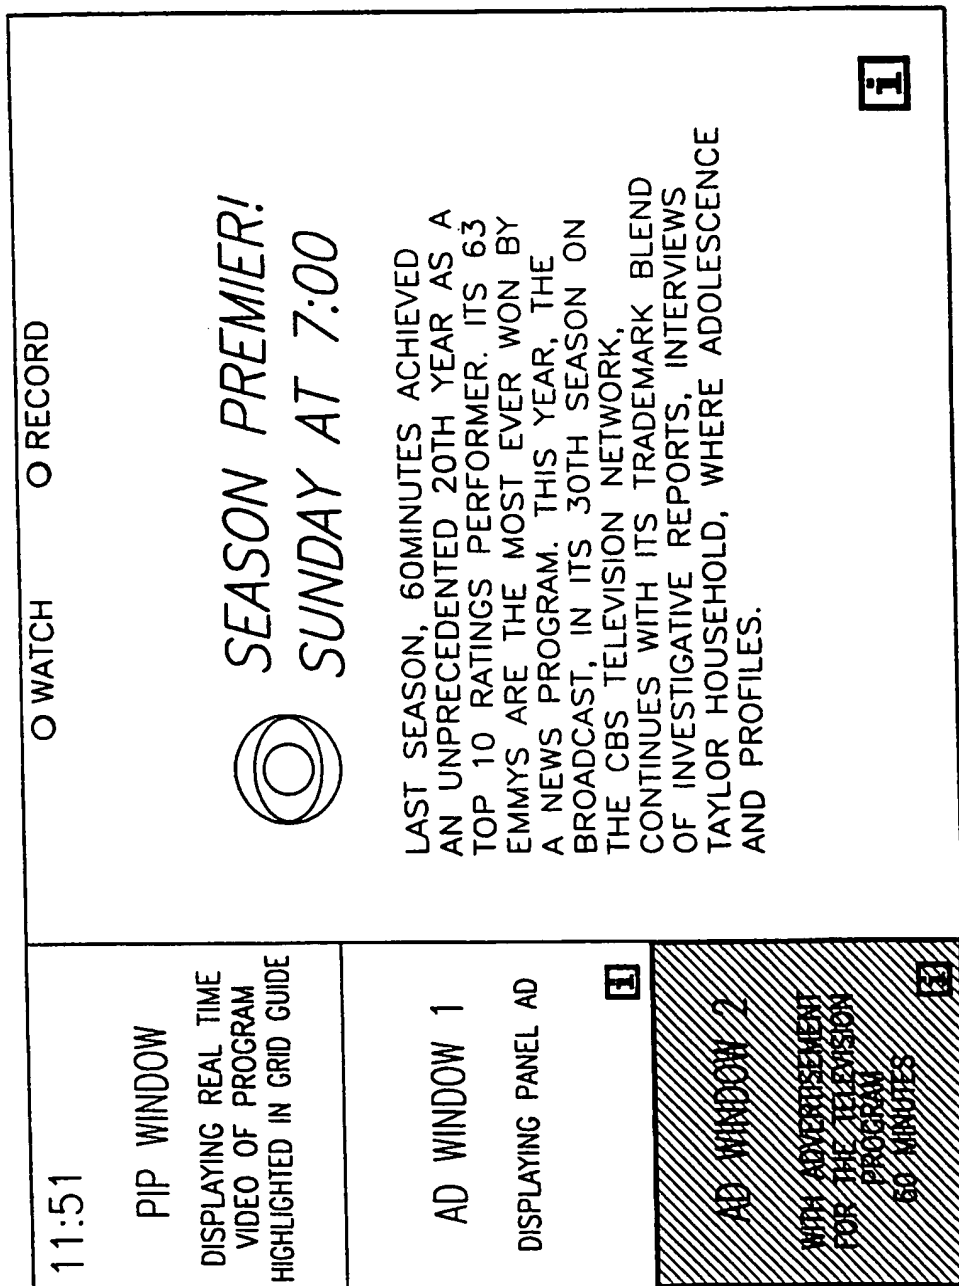 11:51
O WATCH
O RECORD
PIP WINDOW
DISPLAYING REAL TIME
VIDEO OF PROGRAM
HIGHLIGHTED IN GRID GUIDE
AD WINDOW 1
DISPLAYING PANEL AD
i
AD WINDOW 2
WITH ADVERTISEMENT
FOR THE TELEVISION
PROGRAM
60 MINUTES
i
SEASON PREMIER!
SUNDAY AT 7:00
LAST SEASON, 60MINUTES ACHIEVED
AN UNPRECEDENTED 20TH YEAR AS A
TOP 10 RATINGS PERFORMER. ITS 63
EMMYS ARE THE MOST EVER WON BY
A NEWS PROGRAM. THIS YEAR, THE
BROADCAST, IN ITS 30TH SEASON ON
THE CBS TELEVISION NETWORK,
CONTINUES WITH ITS TRADEMARK BLEND
OF INVESTIGATIVE REPORTS, INTERVIEWS
TAYLOR HOUSEHOLD, WHERE ADOLESCENCE
AND PROFILES.
i